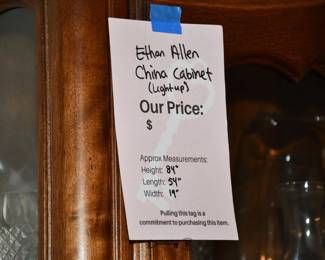 Ethan Allen
China Cabinet
(Light up)
Our Price:
$
Approx Measurements:
Height: 84"
Length: 54"
Width: 19"
Pulling this tag is a
commitment to purchasing this item.